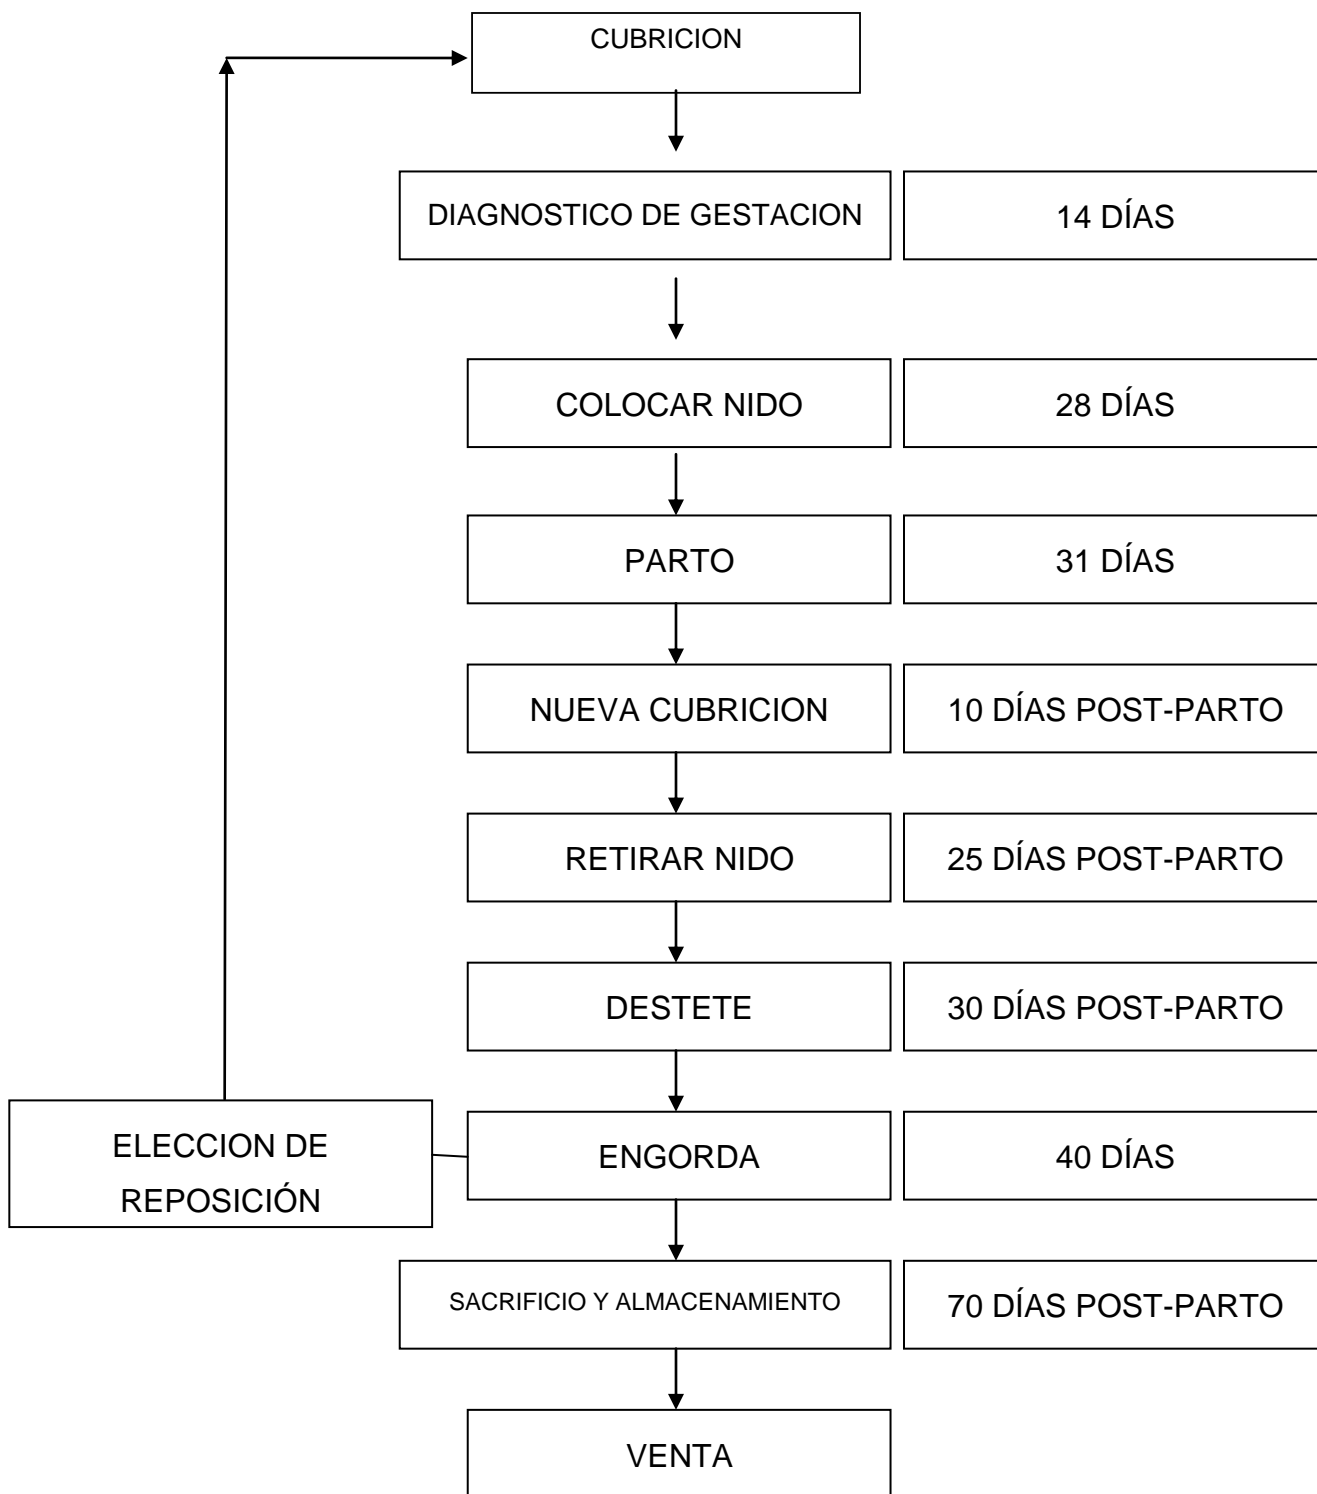 CUBRICION
DIAGNOSTICO DE GESTACION
14 DÍAS
COLOCAR NIDO
28 DÍAS
PARTO
31 DÍAS
NUEVA CUBRICION
10 DÍAS POST-PARTO
RETIRAR NIDO
25 DÍAS POST-PARTO
DESTETE
30 DÍAS POST-PARTO
ELECCION DE
REPOSICIÓN
ENGORDA
40 DÍAS
SACRIFICIO Y ALMACENAMIENTO
70 DÍAS POST-PARTO
VENTA